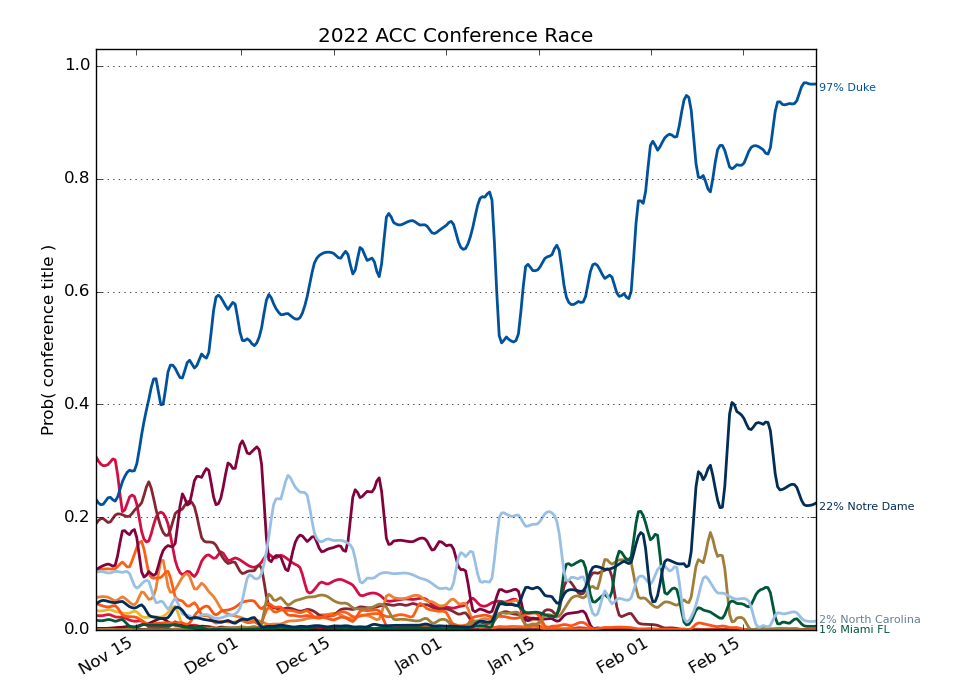 2022 ACC Conference Race
Prob( conference title )
1.0
0.8
0.6
0.4
0.2
0.0
97% Duke
22% Notre Dame
2% North Carolina
1% Miami FL
Nov 15
Dec 01
Dec 15
Jan 01
Jan 15
Feb 01
Feb 15